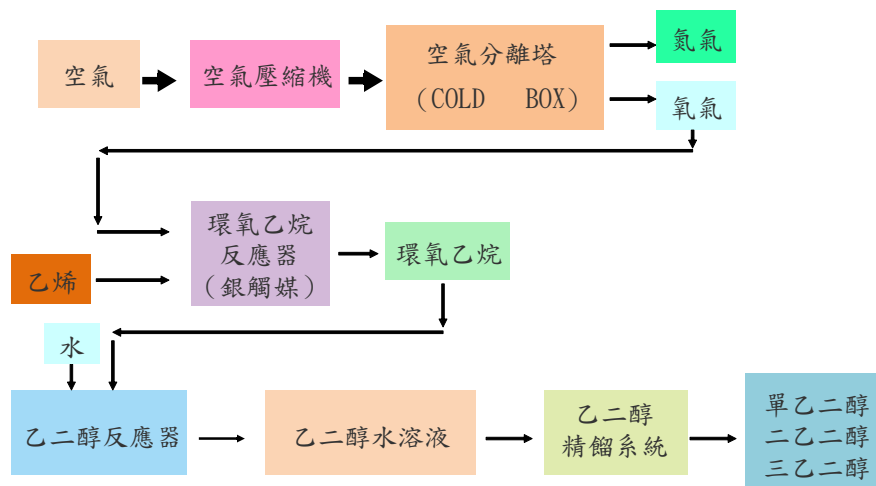 空氣
空氣壓縮機
空氣分離塔
（COLD BOX）
氮氣
氧氣
環氧乙烷
反應器
（銀觸媒）
環氧乙烷
乙烯
水
乙二醇反應器
乙二醇水溶液
乙二醇
精餾系統
單乙二醇
二乙二醇
三乙二醇